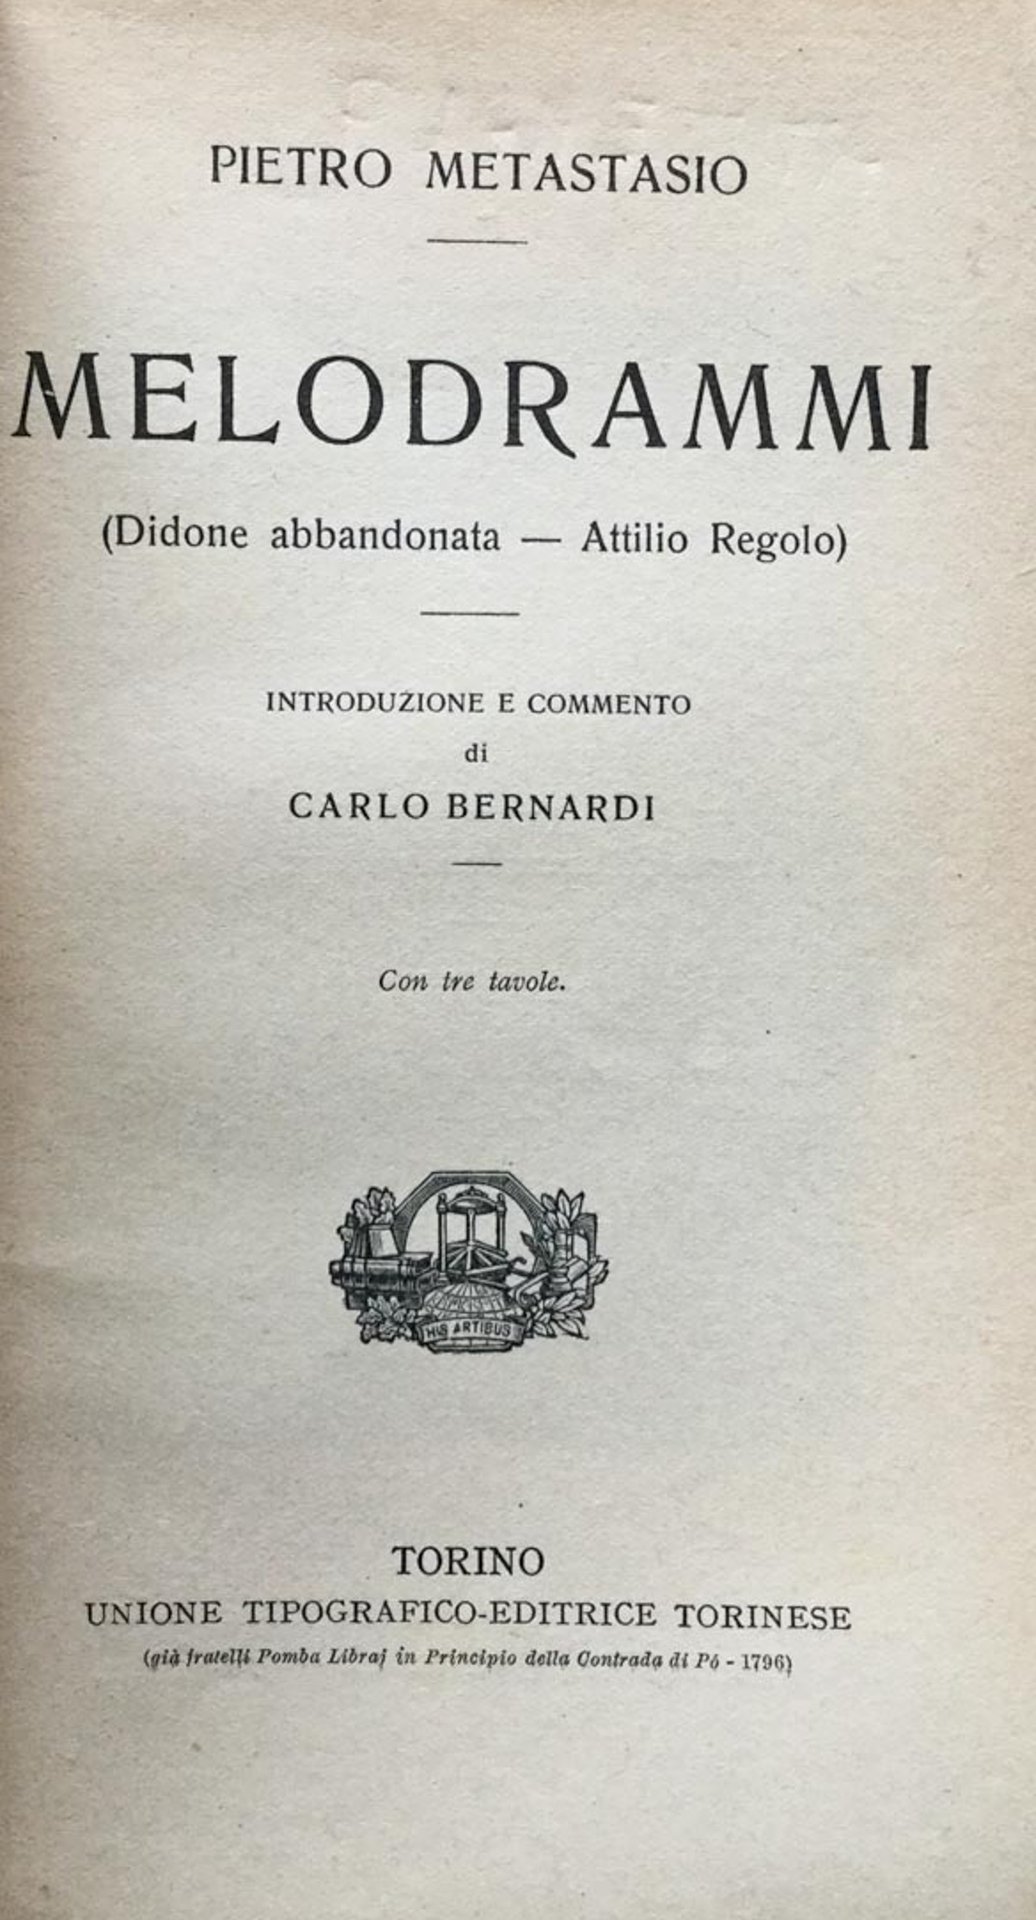 PIETRO METASTASIO
MELODRAMMI
(Didone abbandonata — Attilio Regolo)
INTRODUZIONE E COMMENTO
di
CARLO BERNARDI
Con tre tavole.
HIS ARTIBUS
TORINO
UNIONE TIPOGRAFICO-EDITRICE TORINESE
(già fratelli Pomba Libraj in Principio della Contrada di Pó - 1796)